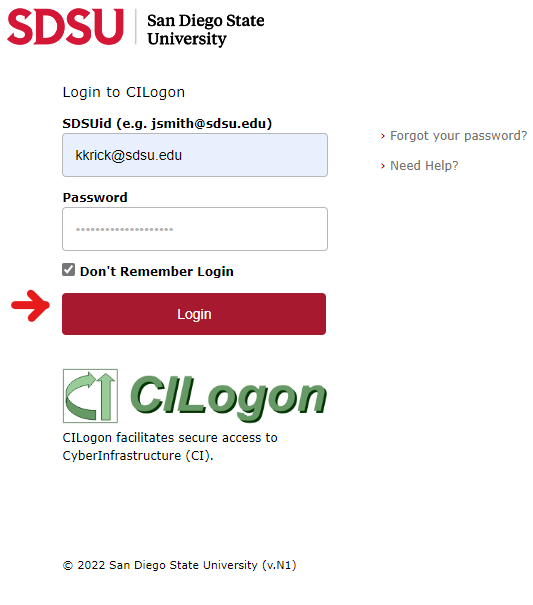 SDSU
San Diego State
University
Login to CILogon
SDSUid (e.g. jsmith@sdsu.edu)
kkrick@sdsu.edu
› Forgot your password?
› Need Help?
Password
Don't Remember Login
Login
CILogon
CILogon facilitates secure access to
CyberInfrastructure (CI).
© 2022 San Diego State University (v.N1)